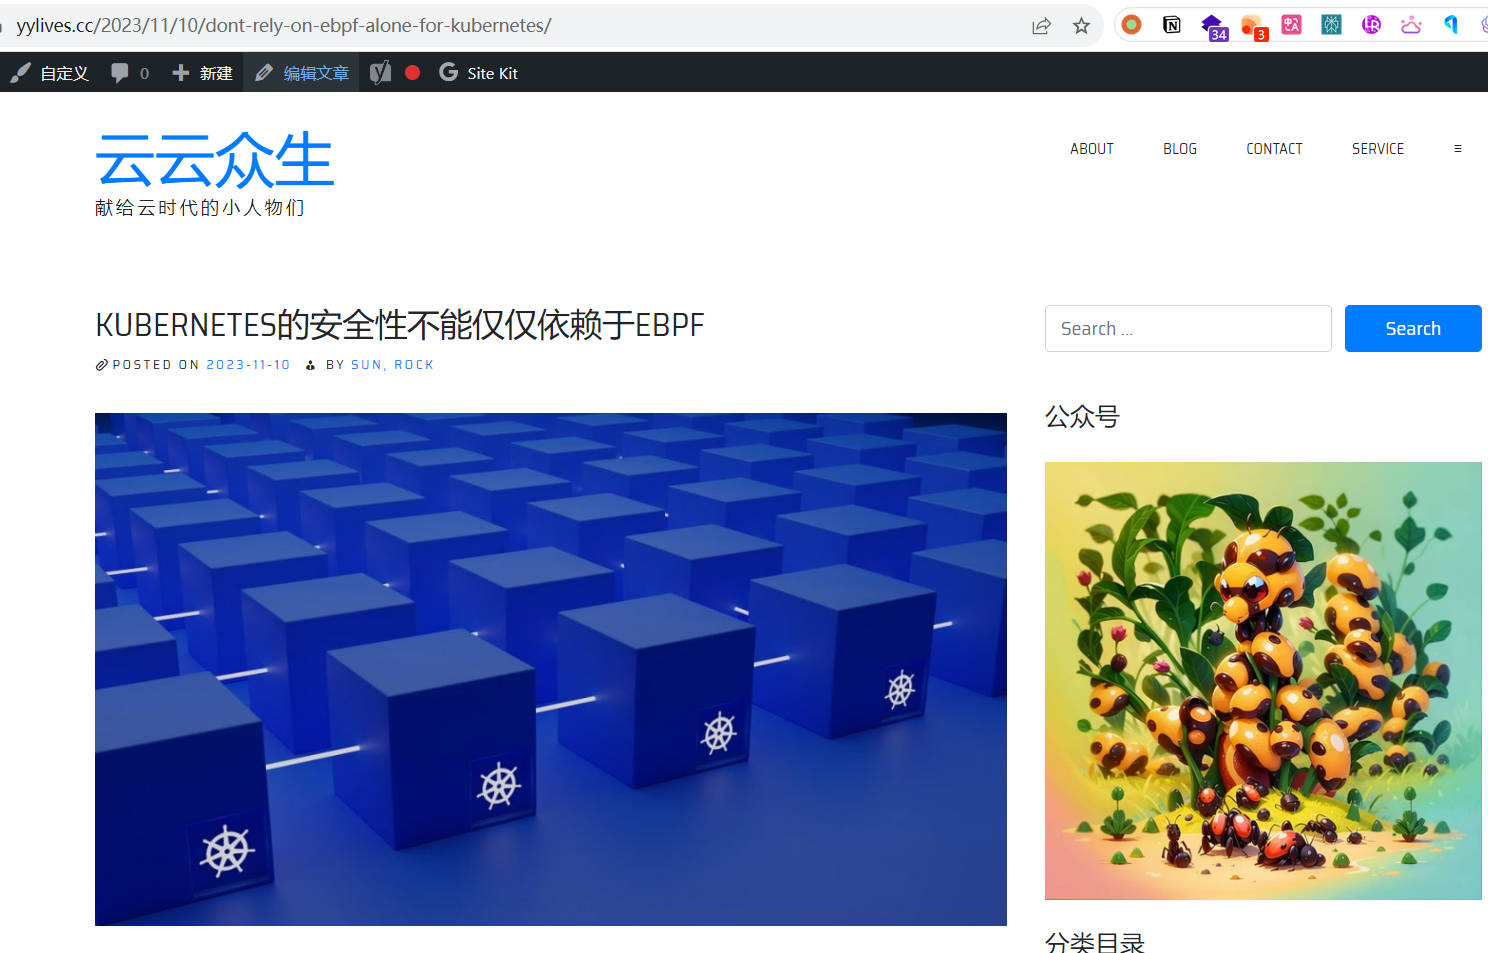 yylives.cc/2023/11/10/dont-rely-on-ebpf-alone-for-kubernetes/
34
3
自定义 0 新建 编辑文章 Site Kit
云云众生
献给云时代的小人物们
ABOUT BLOG CONTACT SERVICE
KUBERNETES的安全性不能仅仅依赖于EBPF
POSTED ON 2023-11-10 BY SUN, ROCK
Search ...
Search
公众号
分类目录